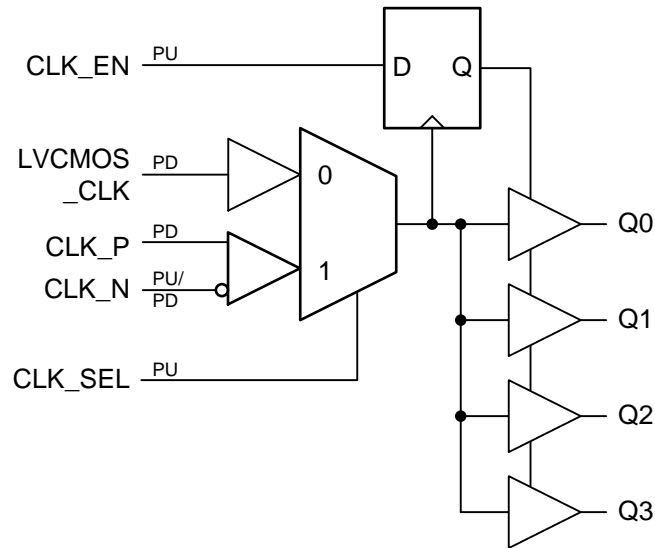 CLK_EN
PU
D
Q
LVCMOS
_CLK
PD
0
CLK_P
PD
CLK_N
PU/
PD
1
CLK_SEL
PU
Q0
Q1
Q2
Q3